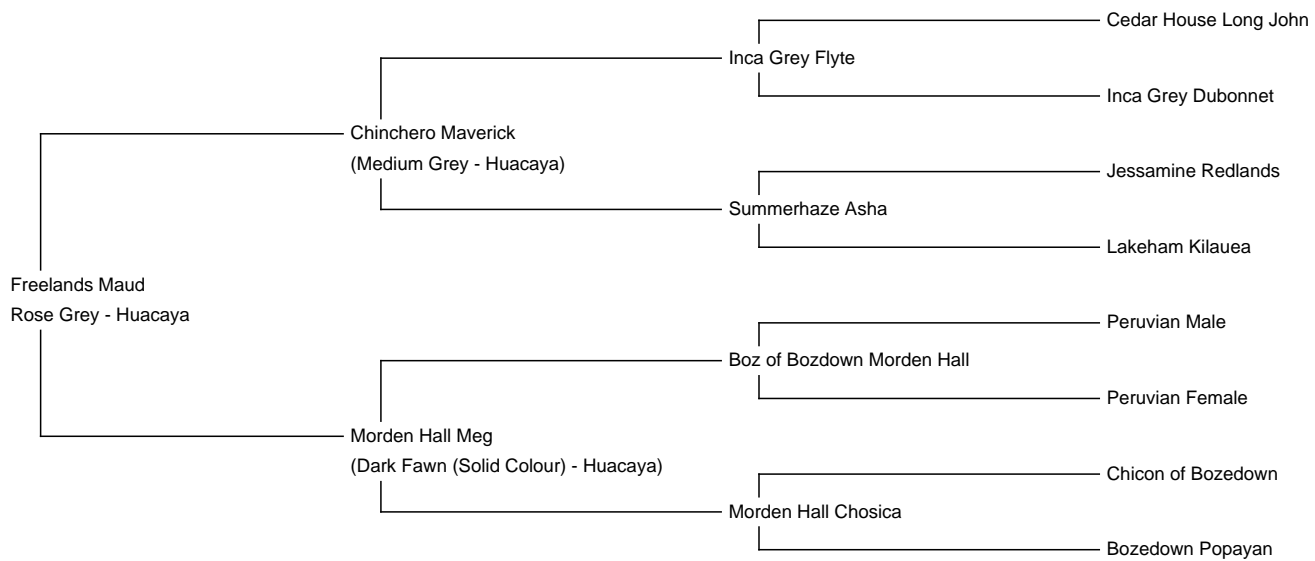 Cedar House Long John
Inca Grey Flyte
Inca Grey Dubonnet
Chinchero Maverick
(Medium Grey - Huacaya)
Jessamine Redlands
Summerhaze Asha
Lakeham Kilauea
Freelands Maud
Rose Grey - Huacaya
Peruvian Male
Boz of Bozdown Morden Hall
Peruvian Female
Morden Hall Meg
(Dark Fawn (Solid Colour) - Huacaya)
Chicon of Bozedown
Morden Hall Chosica
Bozedown Popayan